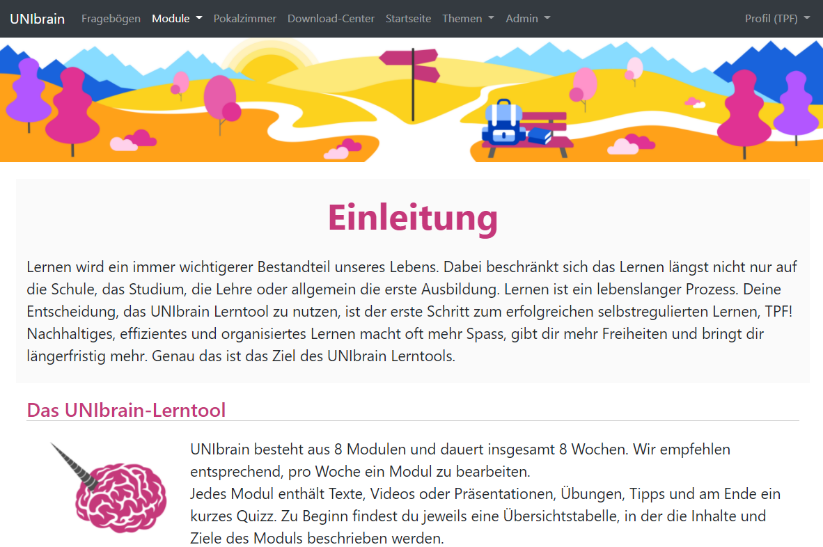 UNIbrain Fragebögen Module Pokalzimmer Download-Center Startseite Themen Admin Profil (TPF)
Einleitung
Lernen wird ein immer wichtigerer Bestandteil unseres Lebens. Dabei beschränkt sich das Lernen längst nicht nur auf
die Schule, das Studium, die Lehre oder allgemein die erste Ausbildung. Lernen ist ein lebenslanger Prozess. Deine
Entscheidung, das UNIbrain Lerntool zu nutzen, ist der erste Schritt zum erfolgreichen selbstregulierten Lernen, TPF!
Nachhaltiges, effizientes und organisiertes Lernen macht oft mehr Spass, gibt dir mehr Freiheiten und bringt dir
längerfristig mehr. Genau das ist das Ziel des UNIbrain Lerntools.
Das UNIbrain-Lerntool
UNIbrain besteht aus 8 Modulen und dauert insgesamt 8 Wochen. Wir empfehlen
entsprechend, pro Woche ein Modul zu bearbeiten.
Jedes Modul enthält Texte, Videos oder Präsentationen, Übungen, Tipps und am Ende ein
kurzes Quizz. Zu Beginn findest du jeweils eine Übersichtstabelle, in der die Inhalte und
Ziele des Moduls beschrieben werden.